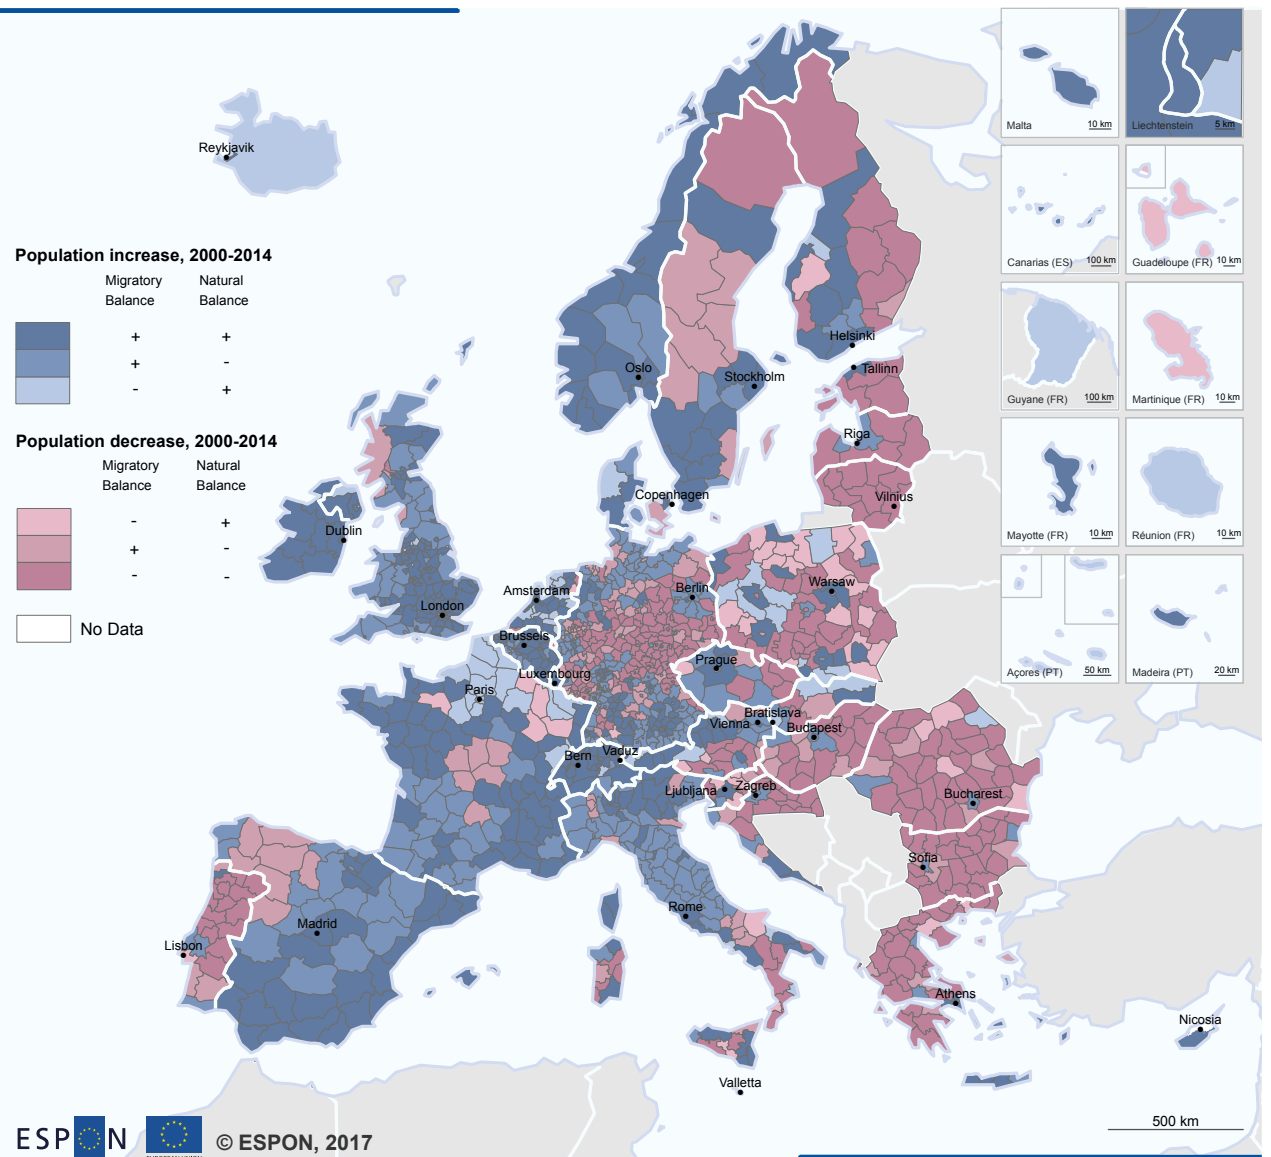 Population increase, 2000-2014
Migratory Natural
Balance Balance
+ +
+ -
- +
Population decrease, 2000-2014
Migratory Natural
Balance Balance
- +
+ -
- -
No Data
Reykjavik
Oslo
Stockholm
Helsinki
Tallinn
Riga
Vilnius
Copenhagen
Dublin
London
Amsterdam
Brussels
Luxembourg
Paris
Berlin
Warsaw
Prague
Vienna
Bratislava
Budapest
Bern
Vaduz
Ljubljana
Zagreb
Bucharest
Sofia
Rome
Madrid
Lisbon
Athens
Nicosia
Valletta
Malta 10 km
Liechtenstein 5 km
Canarias (ES) 100 km
Guadeloupe (FR) 10 km
Guyane (FR) 100 km
Martinique (FR) 10 km
Mayotte (FR) 10 km
Réunion (FR) 10 km
Açores (PT) 50 km
Madeira (PT) 20 km
500 km
ESPON © ESPON, 2017